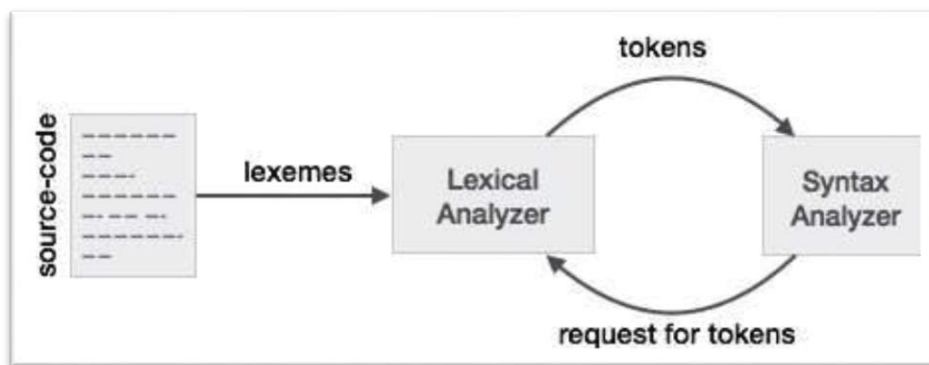 tokens
source-code
lexemes
Lexical
Analyzer
Syntax
Analyzer
request for tokens